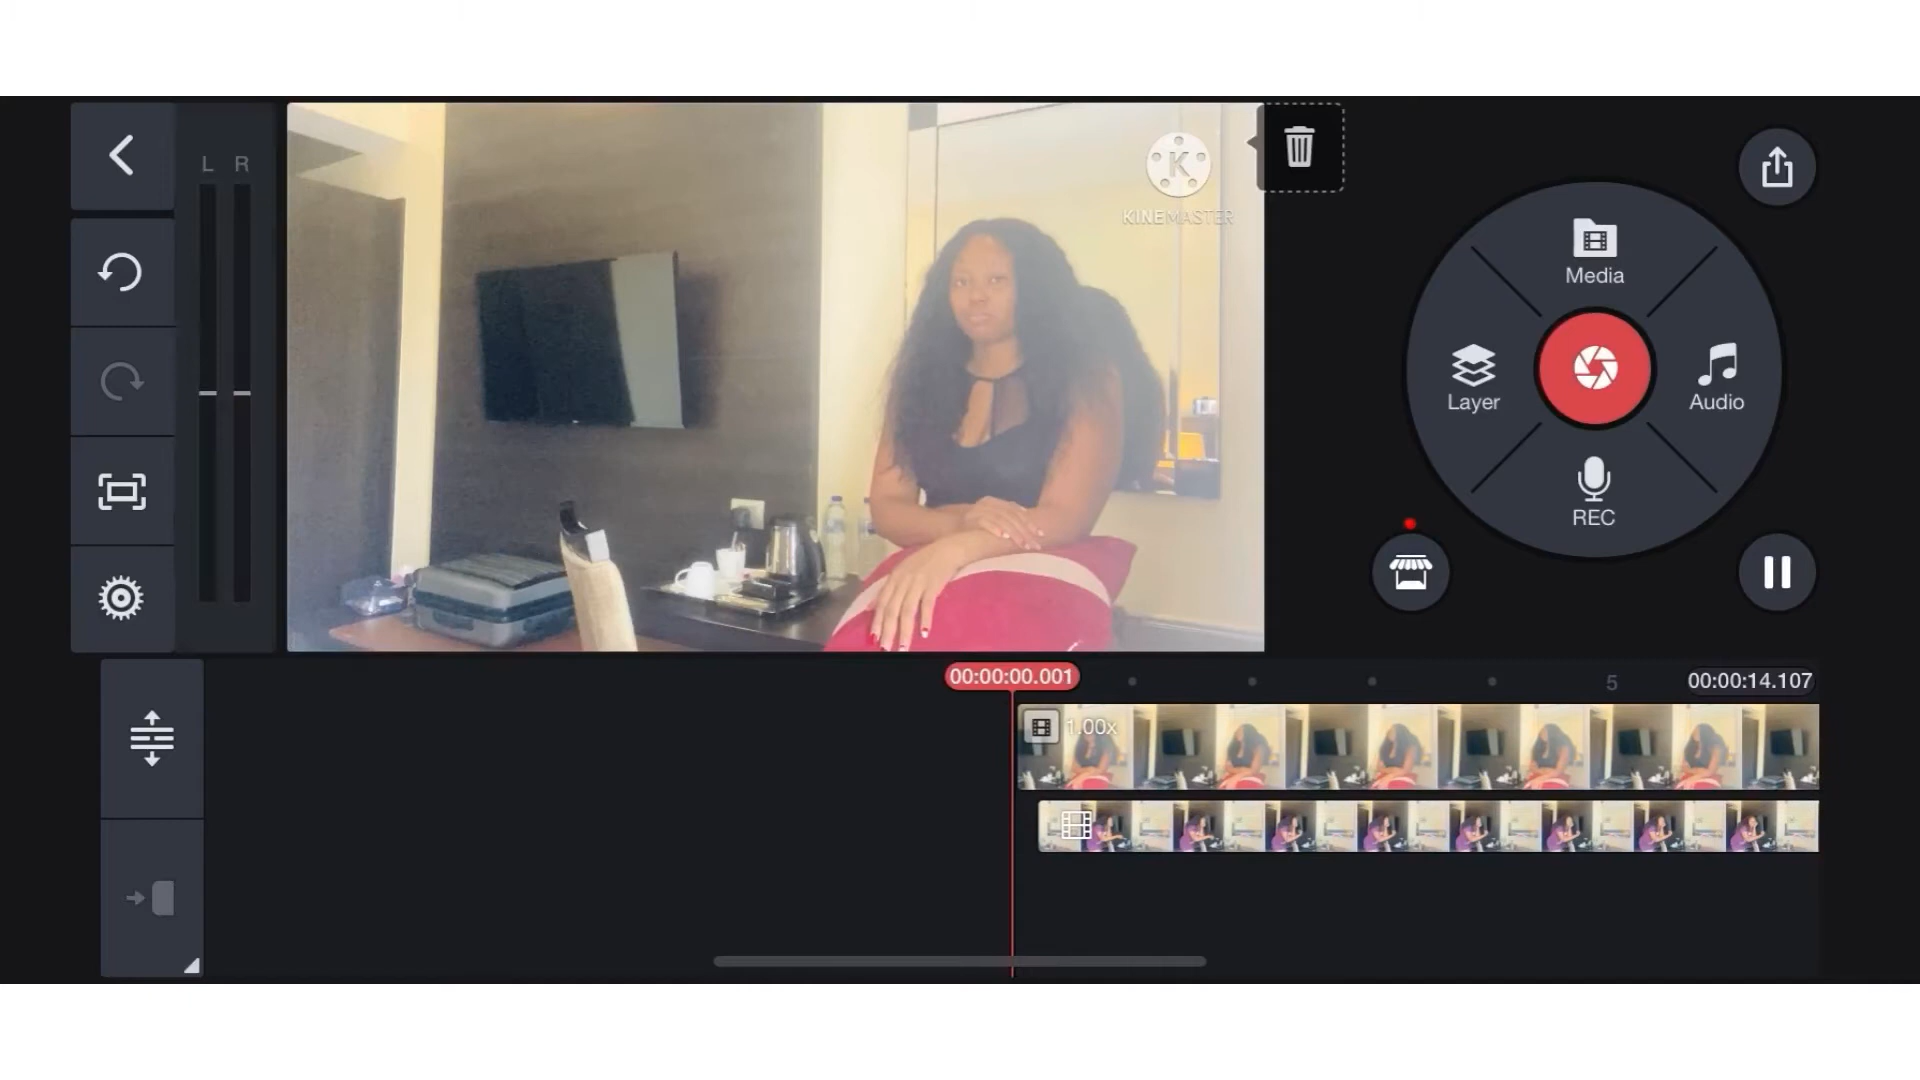 L R
K
KINEMASTER
Media
Layer
Audio
REC
00:00:00.001
5
00:00:14.107
1.00x